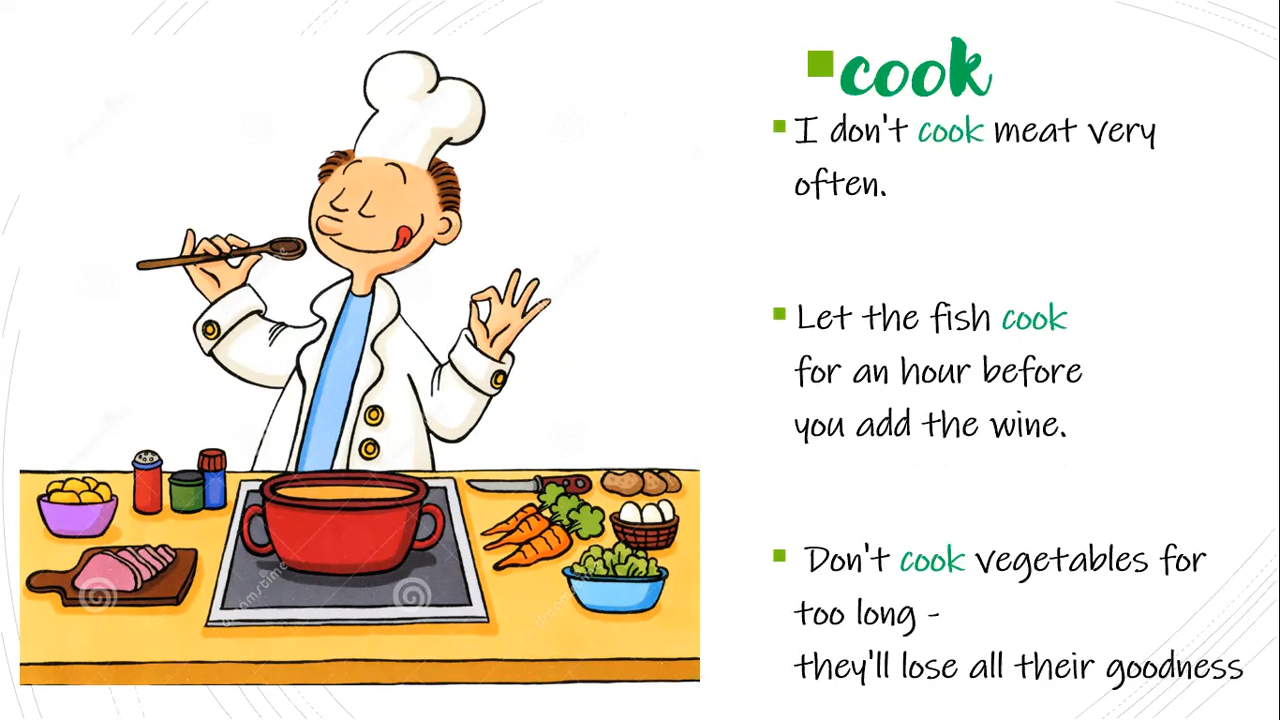 cook
I don't cook meat very
often.
Let the fish cook
for an hour before
you add the wine.
Don't cook vegetables for
too long -
they'll lose all their goodness
dreamstime